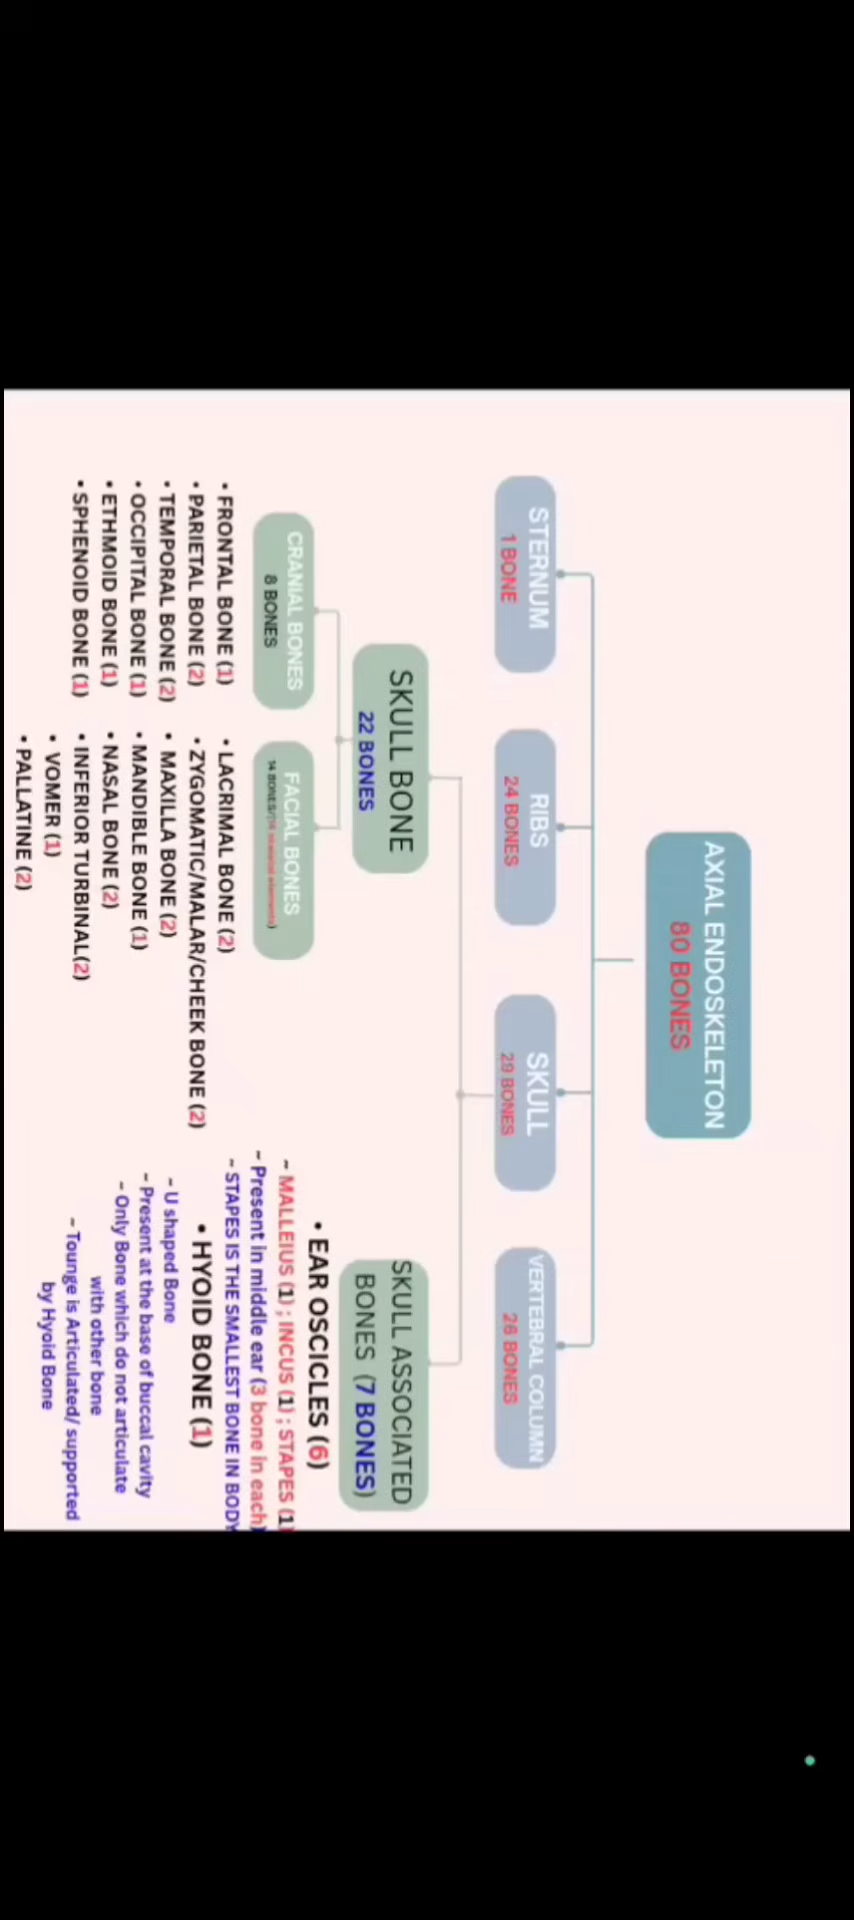 AXIAL ENDOSKELETON
80 BONES
STERNUM
1 BONE
RIBS
24 BONES
SKULL
29 BONES
VERTEBRAL COLUMN
26 BONES
SKULL BONE
22 BONES
CRANIAL BONES
8 BONES
• FRONTAL BONE (1)
• PARIETAL BONE (2)
• TEMPORAL BONE (2)
• OCCIPITAL BONE (1)
• ETHMOID BONE (1)
• SPHENOID BONE (1)
FACIAL BONES
14 BONES/(14 skeletal elements)
• LACRIMAL BONE (2)
• ZYGOMATIC/MALAR/CHEEK BONE (2)
• MAXILLA BONE (2)
• MANDIBLE BONE (1)
• NASAL BONE (2)
• INFERIOR TURBINAL(2)
• VOMER (1)
• PALLATINE (2)
SKULL ASSOCIATED
BONES (7 BONES)
• EAR OSCICLES (6)
– MALLEIUS (1) ; INCUS (1) ; STAPES (1)
– Present in middle ear (3 bone in each)
– STAPES IS THE SMALLEST BONE IN BODY
• HYOID BONE (1)
– U shaped Bone
– Present at the base of buccal cavity
– Only Bone which do not articulate
with other bone
– Tounge is Articulated/ supported
by Hyoid Bone